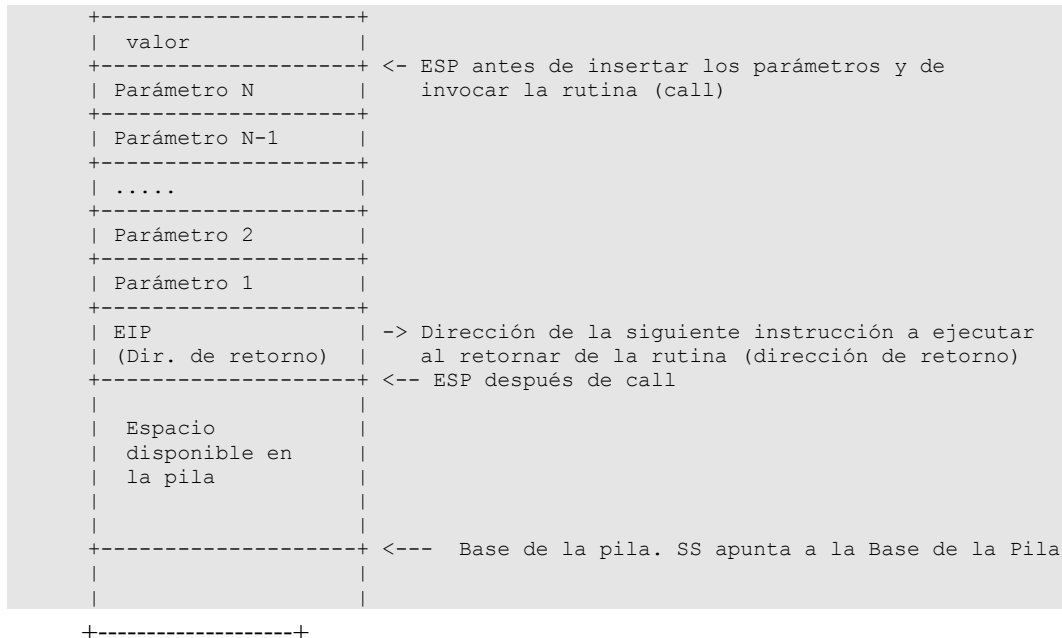 +--------------------+
|  valor             |
+--------------------+ <- ESP antes de insertar los parámetros y de
| Parámetro N        |    invocar la rutina (call)
+--------------------+
| Parámetro N-1      |
+--------------------+
| .....              |
+--------------------+
| Parámetro 2        |
+--------------------+
| Parámetro 1        |
+--------------------+
| EIP                | -> Dirección de la siguiente instrucción a ejecutar
| (Dir. de retorno)  |    al retornar de la rutina (dirección de retorno)
+--------------------+ <-- ESP después de call
|                    |
|  Espacio           |
|  disponible en     |
|  la pila           |
|                    |
|                    |
+--------------------+ <---  Base de la pila. SS apunta a la Base de la Pila
|                    |
|                    |
+--------------------+